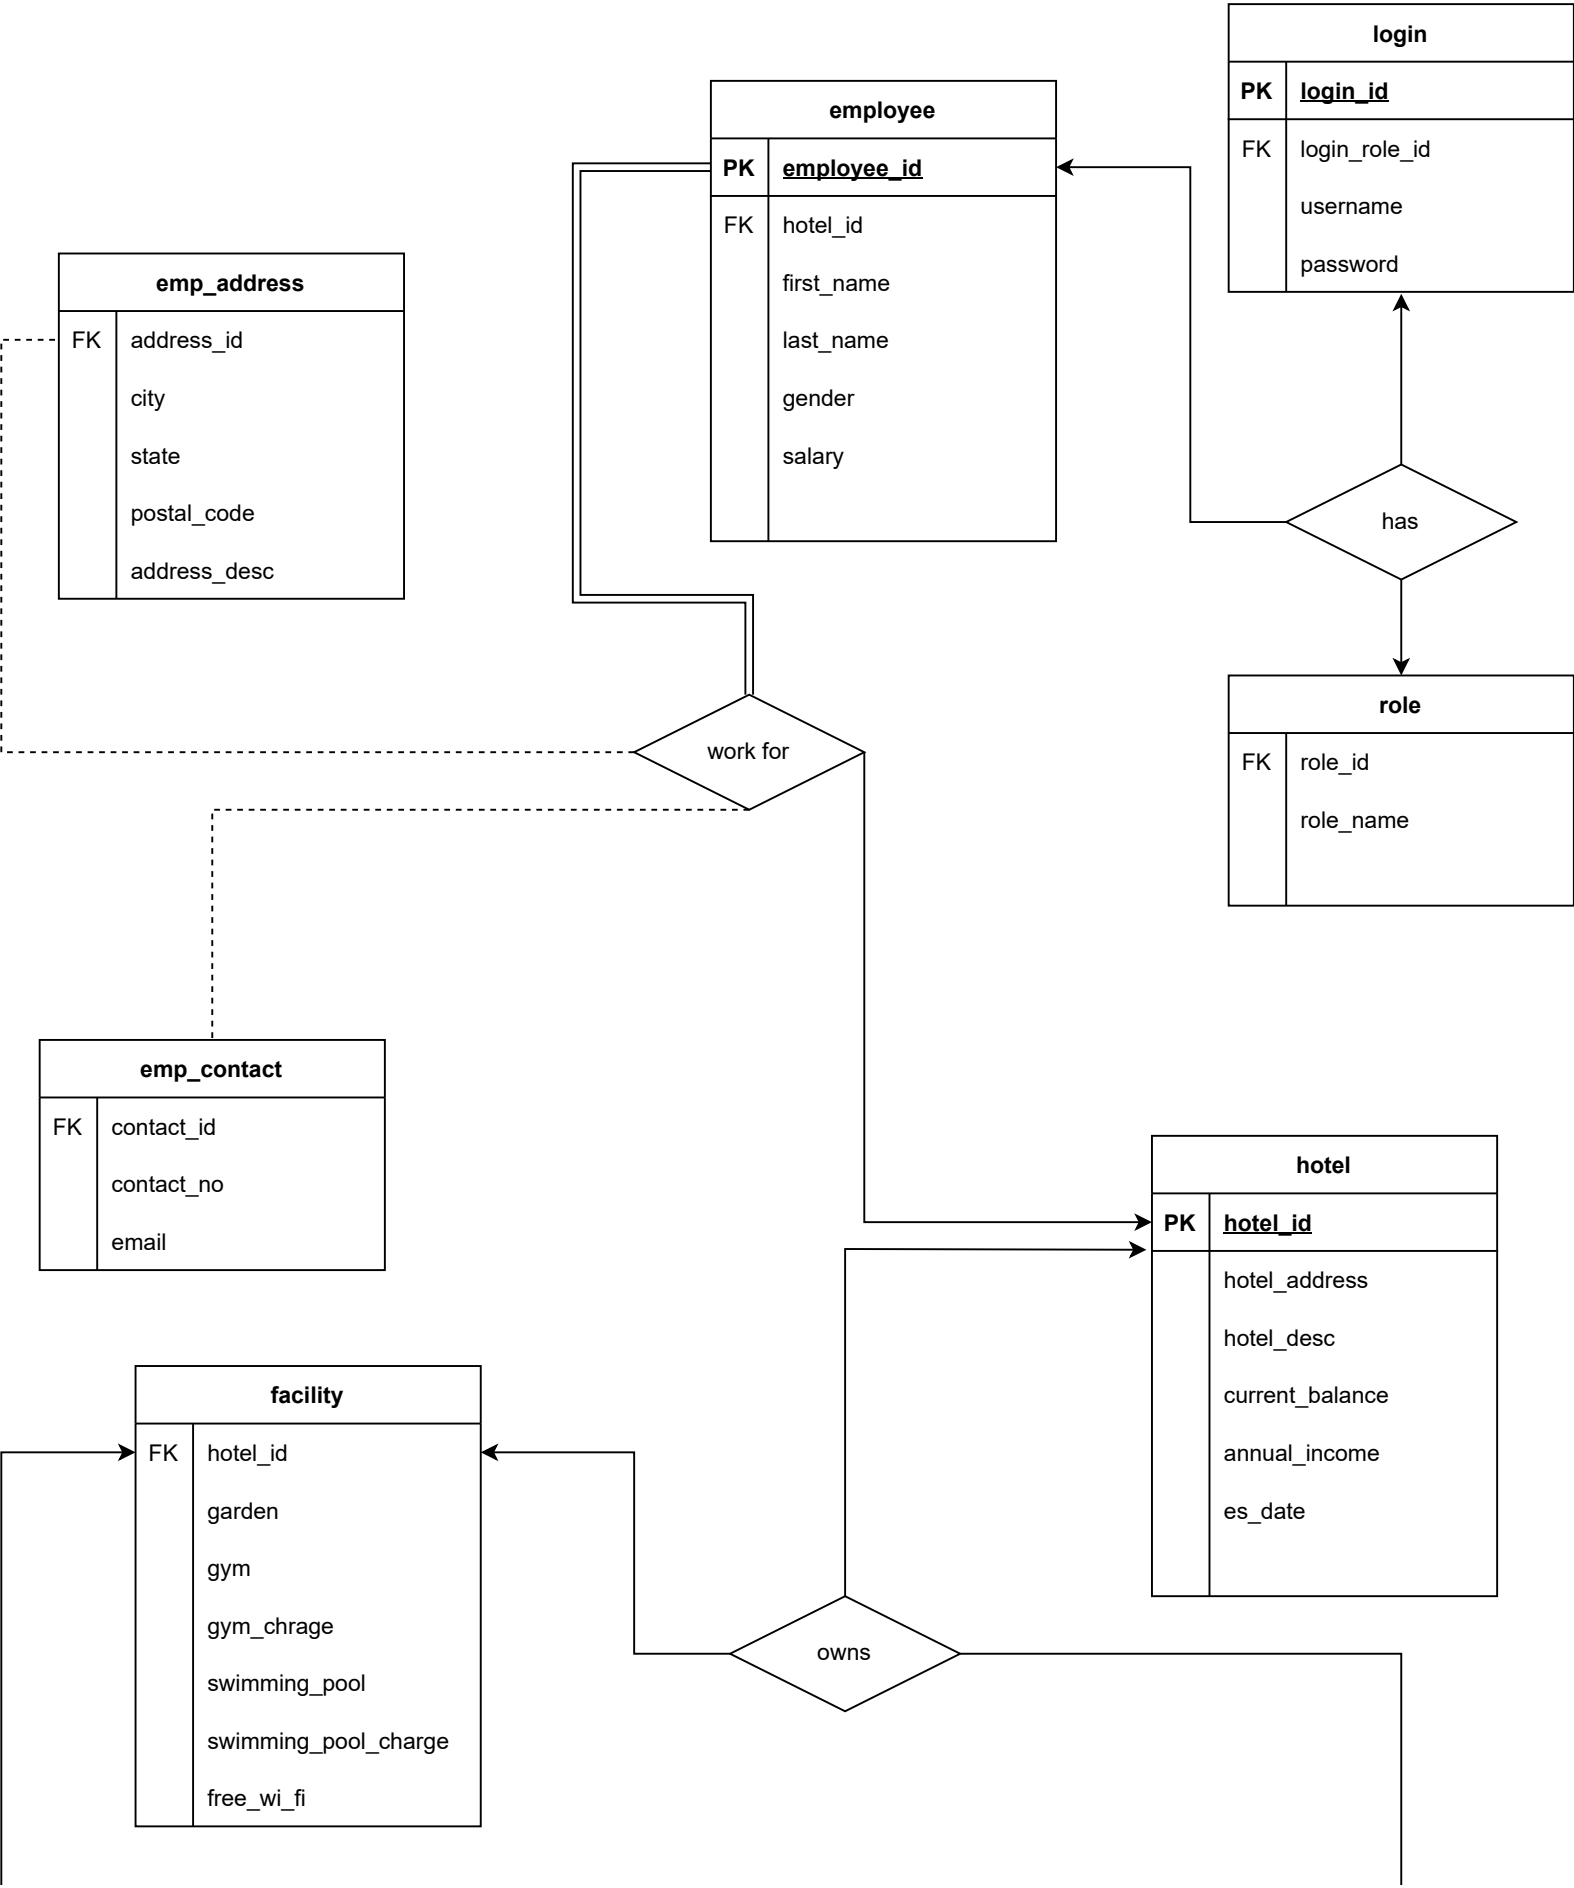 login
PK login_id
FK login_role_id
username
password
employee
PK employee_id
FK hotel_id
first_name
last_name
gender
salary
emp_address
FK address_id
city
state
postal_code
address_desc
has
work for
role
FK role_id
role_name
emp_contact
FK contact_id
contact_no
email
hotel
PK hotel_id
hotel_address
hotel_desc
current_balance
annual_income
es_date
facility
FK hotel_id
garden
gym
gym_chrage
swimming_pool
swimming_pool_charge
free_wi_fi
owns